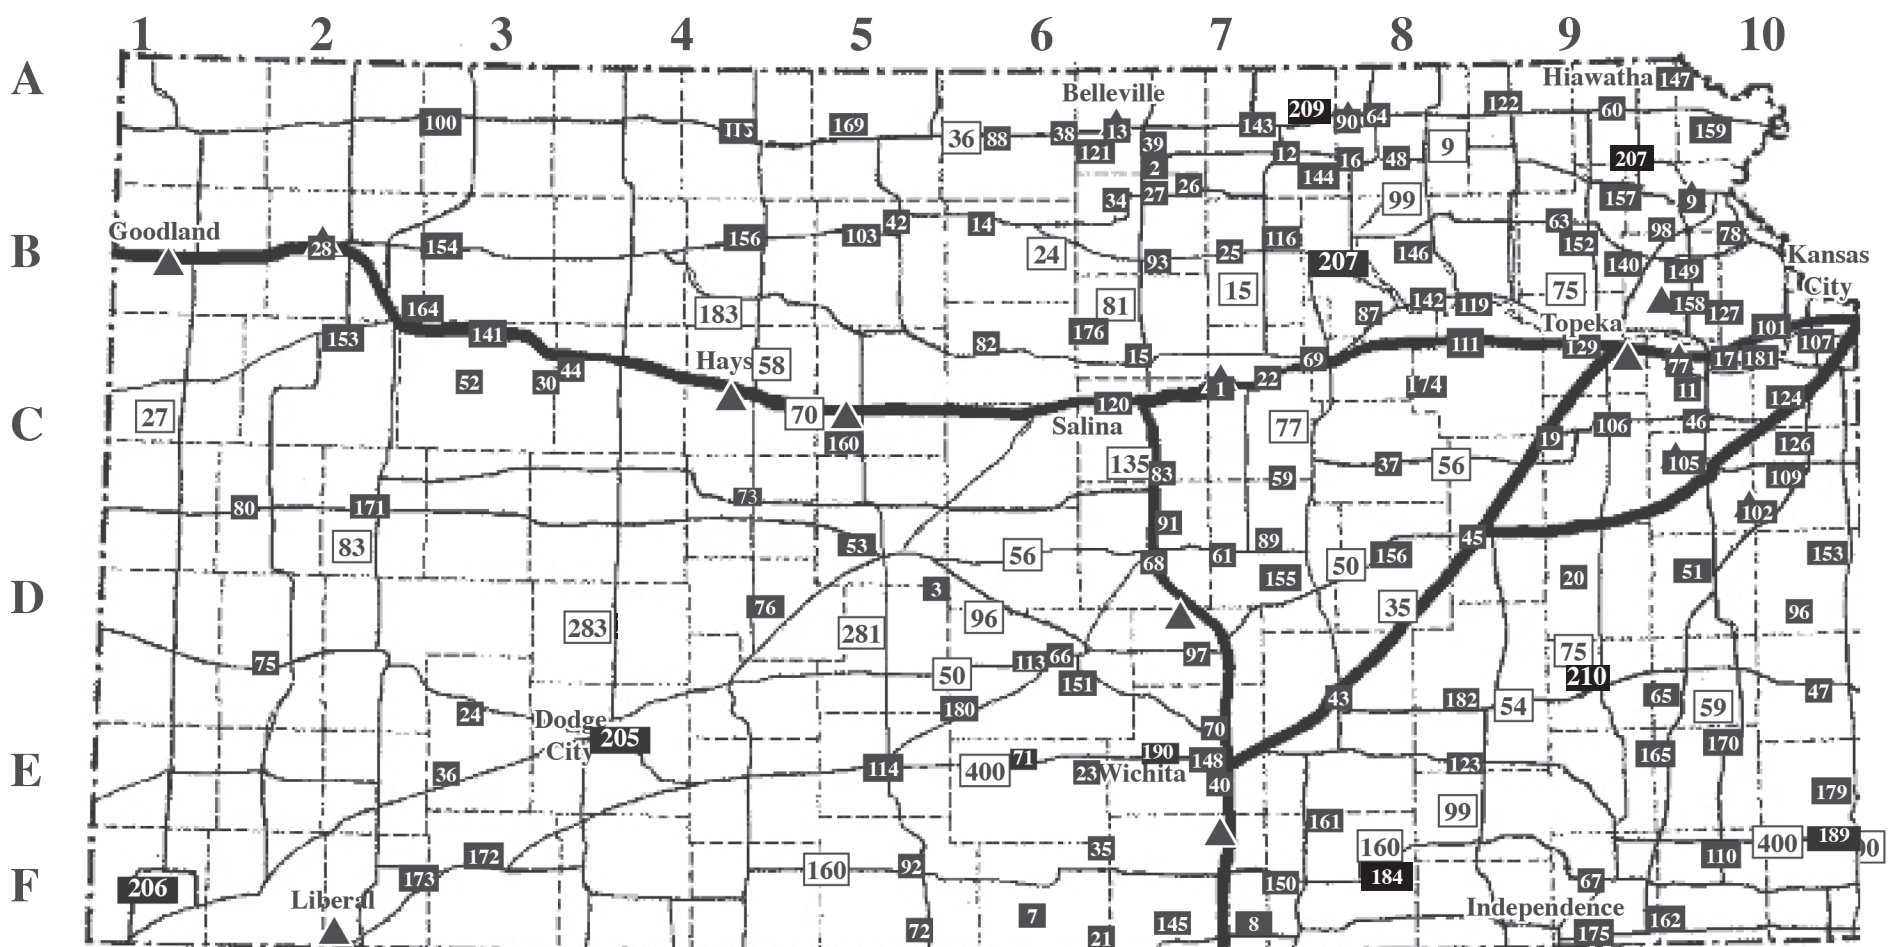 1 2 3 4 5 6 7 8 9 10
A
Hiawatha 147
Belleville
100 112 169 36 88 38 13 143 209 90 64 122 60
121 39 12 16 48 9 159
2 144 207
34 27 26 99 157 9
Goodland
B
28 154 156 103 42 14 24 93 25 116 146 63 152 98 78
207 140 149
Kansas
City
164 183 81 15 87 142 119 75 158 127
153 141 82 176 15 69 111 Topeka 129 101 107
Hays 58 77 17 181
52 30 44 1 22 174 11 124
C
27 70 120 106 46
160 Salina 77 19 126
135 83 59 37 56 105 109
73
80 171 91 102
83 53 56 68 61 89 50 156 45 153
D
76 3 155 20 51
283 281 96 35 96
75 113 66 97 75
50 151 210
24 180 43 182 54 65 59 47
Dodge
City
205 70
E
36 114 400 71 23 Wichita 190 148 123 165 170
40
99 179
161
35 160 400 189
172 110
F
206 173 160 92 150 184 67
Liberal
7 Independence
72 21 145 8 162
175